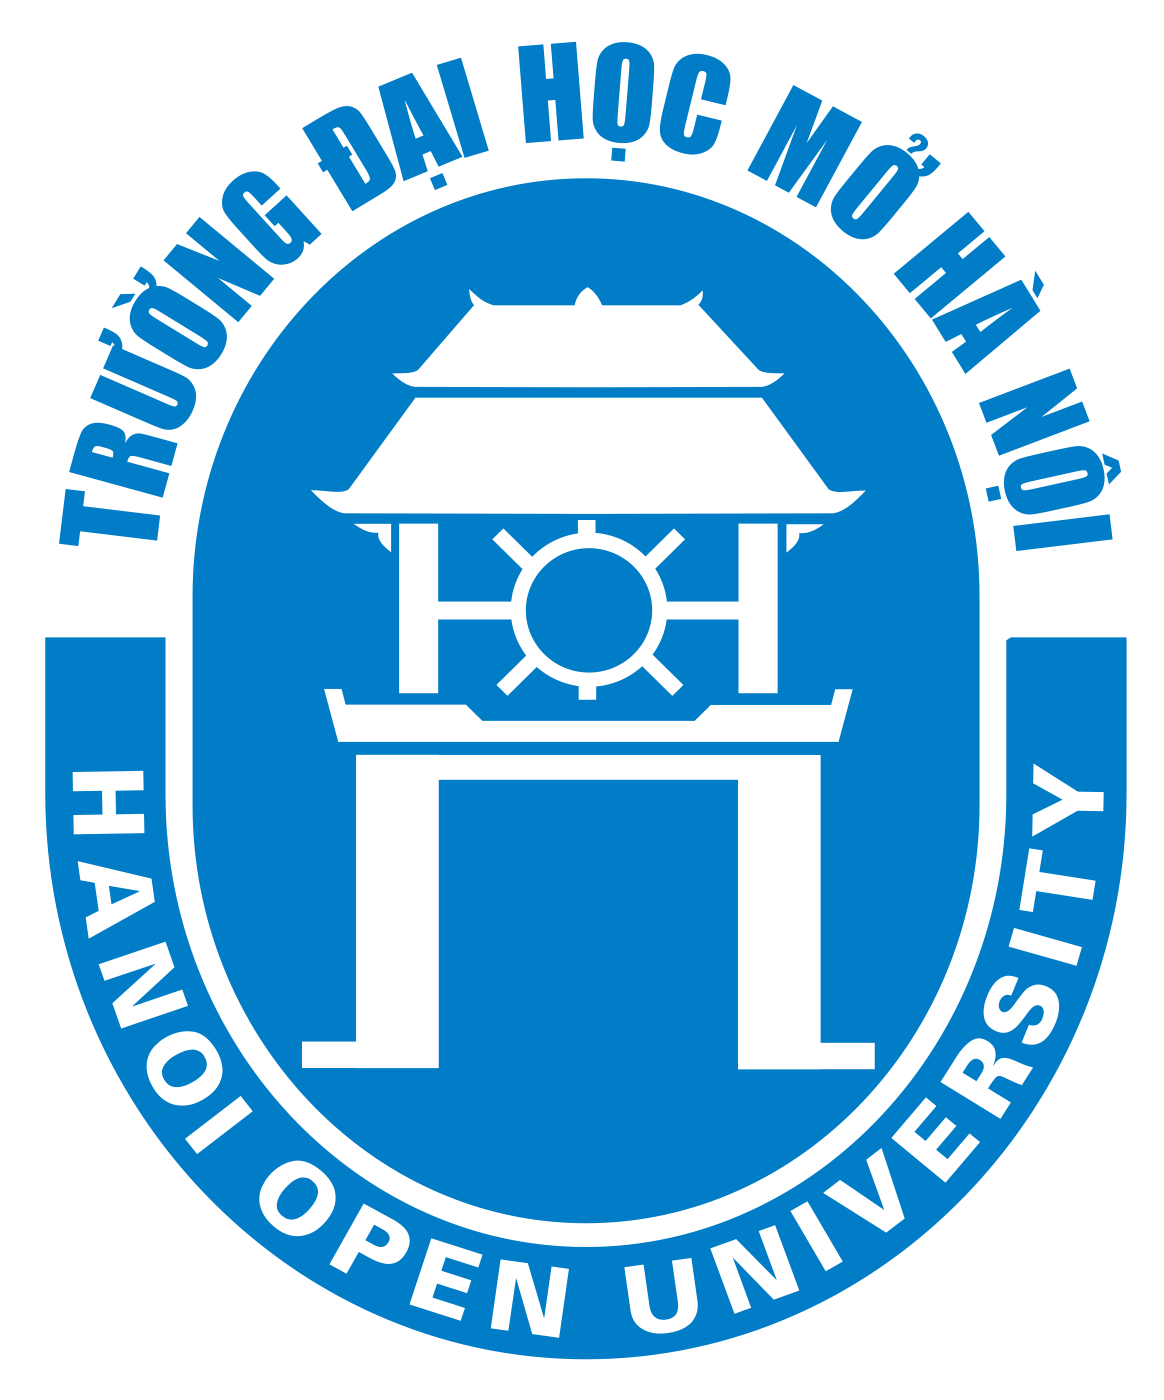 TRƯỜNG ĐẠI HỌC MỞ HÀ NỘI
HANOI OPEN UNIVERSITY